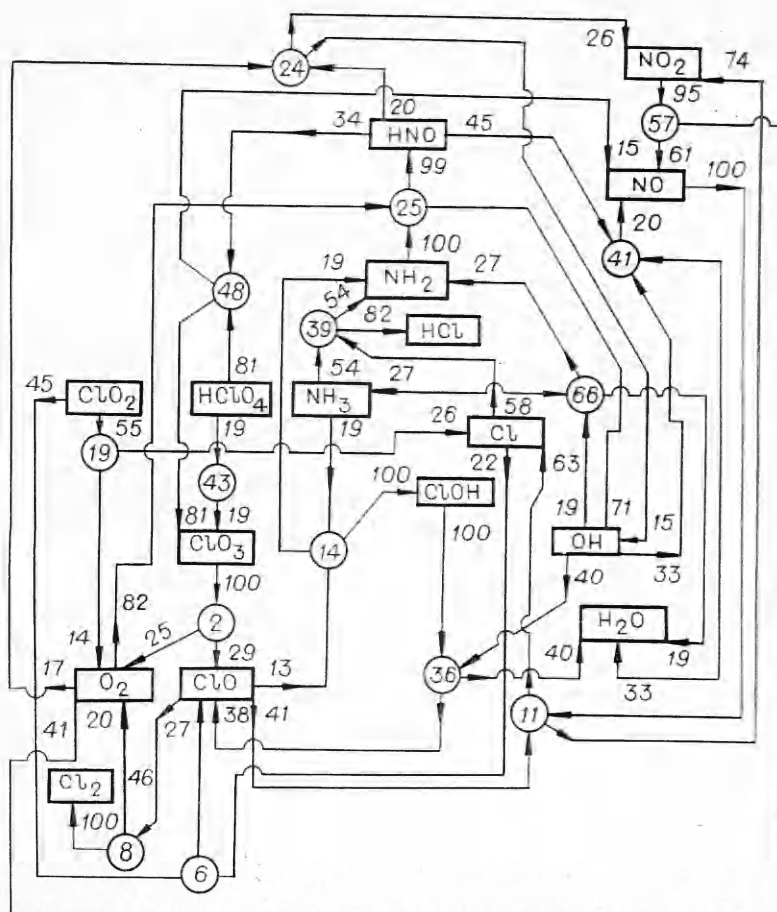 26 NO₂ 74
24
95
57
20
34 HNO 45
15 61
NO 100
99
25
20
41
100
19 NH₂ 27
48
54
39 82 HCl
81
54
27
66
45 ClO₂ HClO₄ NH₃ 58
55 19 19 26 Cl
19 22 63
43
100 ClOH
81 19 19 71 15
ClO₃ 14 100 OH
100 40 33
82
2 H₂O
14 25 29 36 40 19
17 O₂ ClO 13 33
41 20 27 38 41 11
Cl₂ 46
100
8 6